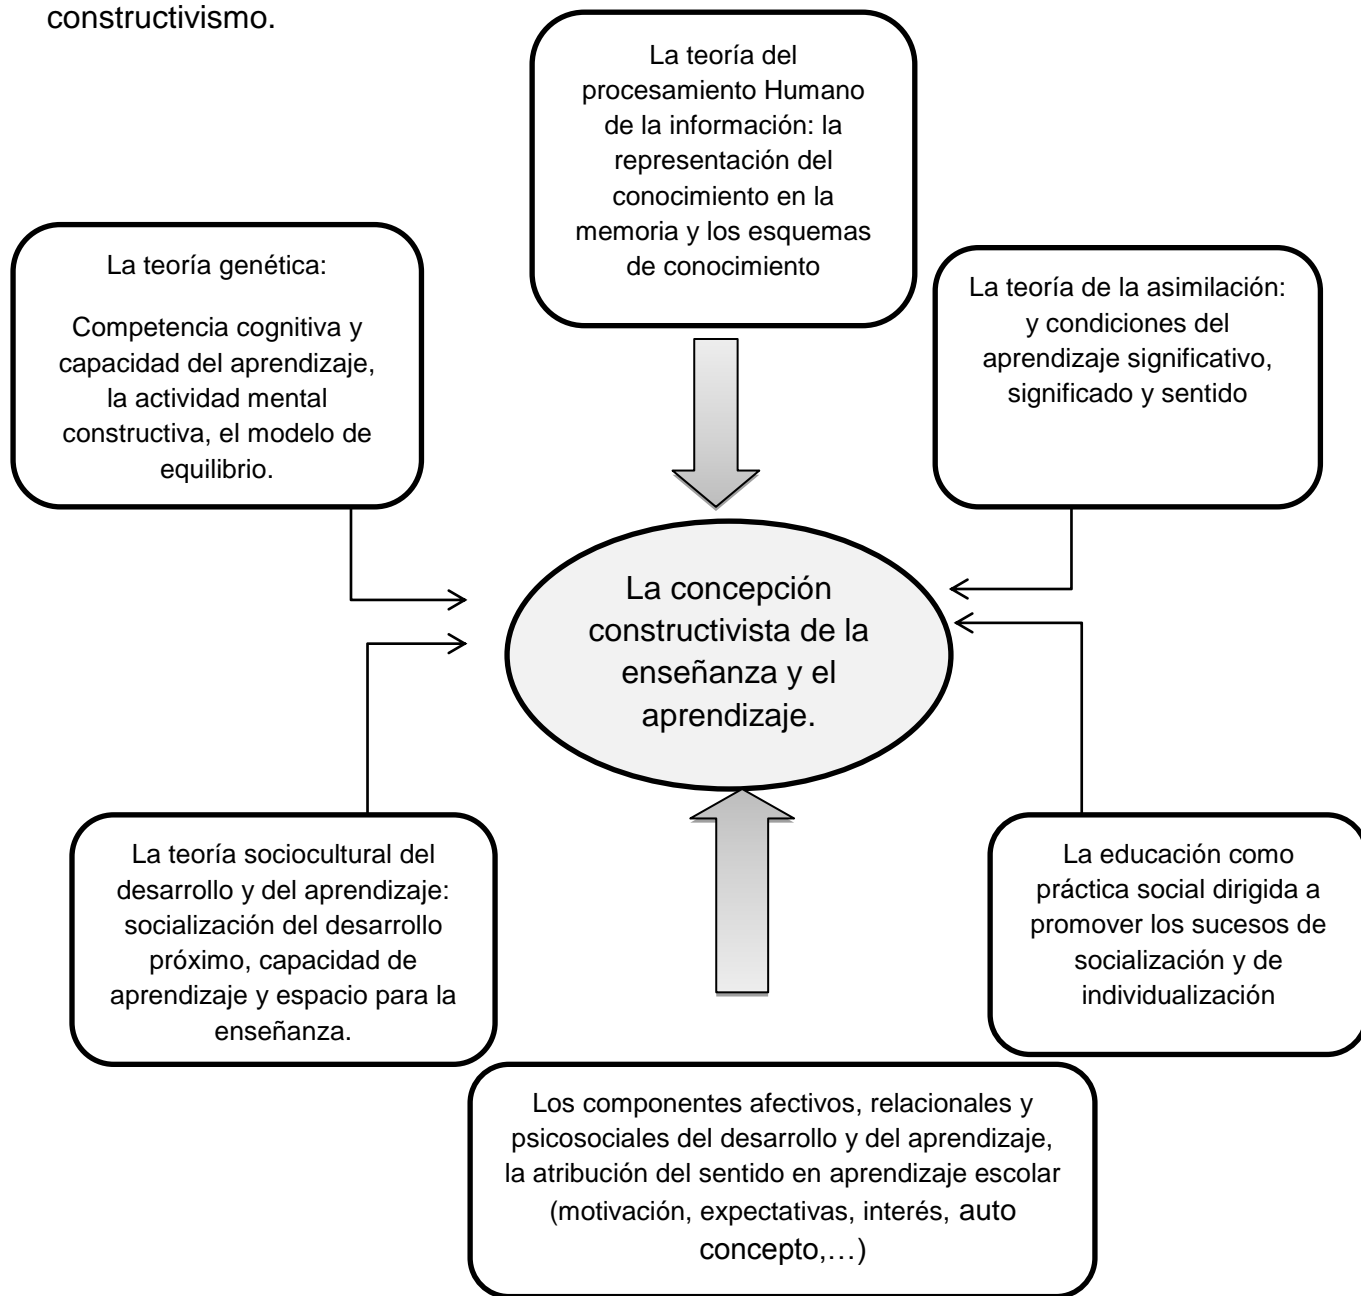 constructivismo.
La teoría del
procesamiento Humano
de la información: la
representación del
conocimiento en la
memoria y los esquemas
de conocimiento
La teoría genética:
Competencia cognitiva y
capacidad del aprendizaje,
la actividad mental
constructiva, el modelo de
equilibrio.
La teoría de la asimilación:
y condiciones del
aprendizaje significativo,
significado y sentido
La concepción
constructivista de la
enseñanza y el
aprendizaje.
La teoría sociocultural del
desarrollo y del aprendizaje:
socialización del desarrollo
próximo, capacidad de
aprendizaje y espacio para la
enseñanza.
La educación como
práctica social dirigida a
promover los sucesos de
socialización y de
individualización
Los componentes afectivos, relacionales y
psicosociales del desarrollo y del aprendizaje,
la atribución del sentido en aprendizaje escolar
(motivación, expectativas, interés, auto
concepto,…)